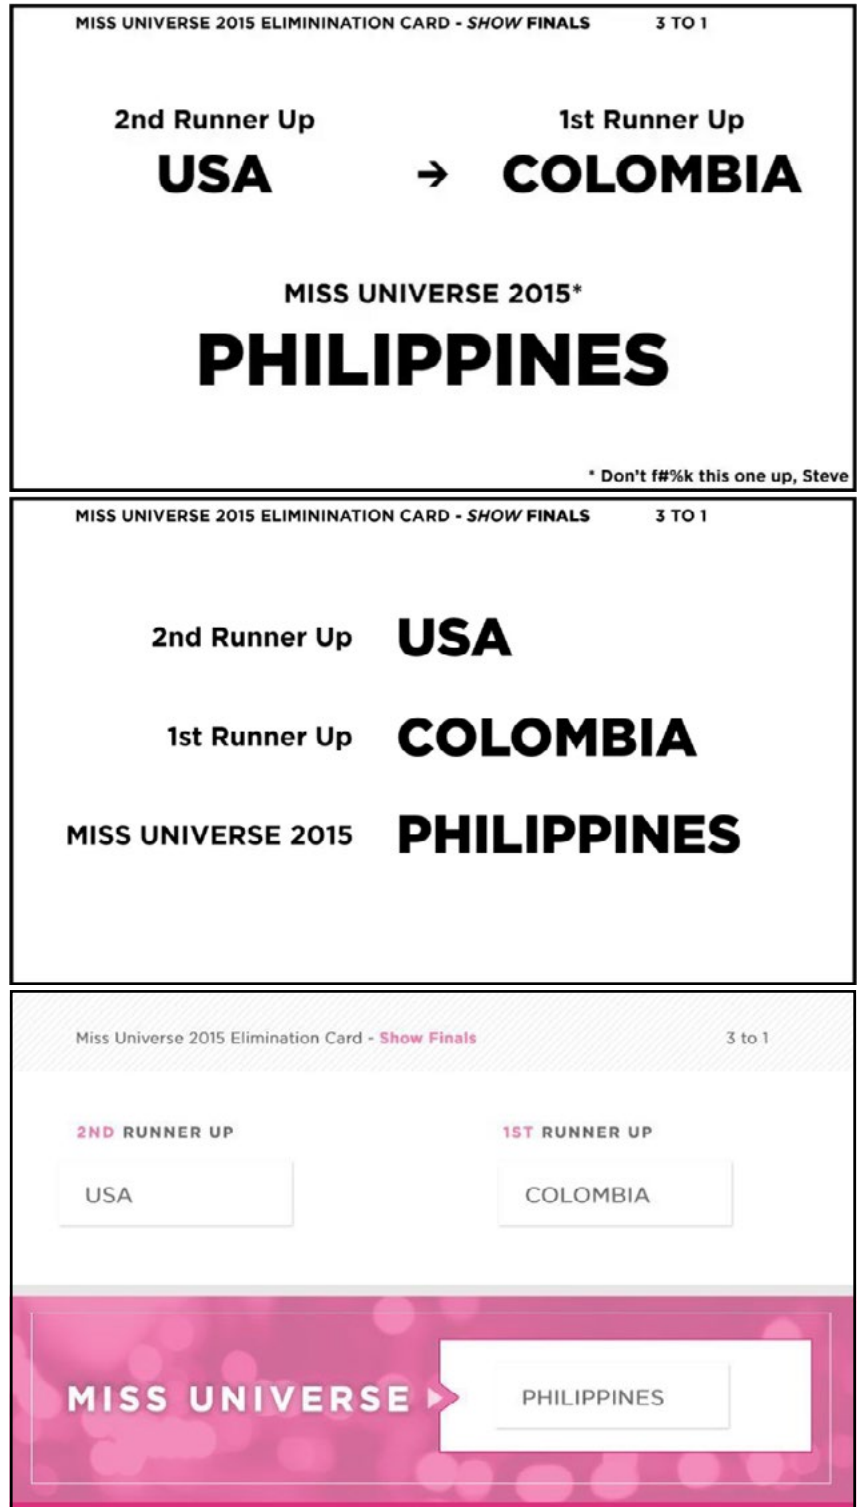 MISS UNIVERSE 2015 ELIMININATION CARD - SHOW FINALS 3 TO 1
2nd Runner Up 1st Runner Up
USA → COLOMBIA
MISS UNIVERSE 2015*
PHILIPPINES
* Don't f#%k this one up, Steve
MISS UNIVERSE 2015 ELIMININATION CARD - SHOW FINALS 3 TO 1
2nd Runner Up USA
1st Runner Up COLOMBIA
MISS UNIVERSE 2015 PHILIPPINES
Miss Universe 2015 Elimination Card - Show Finals 3 to 1
2ND RUNNER UP 1ST RUNNER UP
USA COLOMBIA
MISS UNIVERSE PHILIPPINES